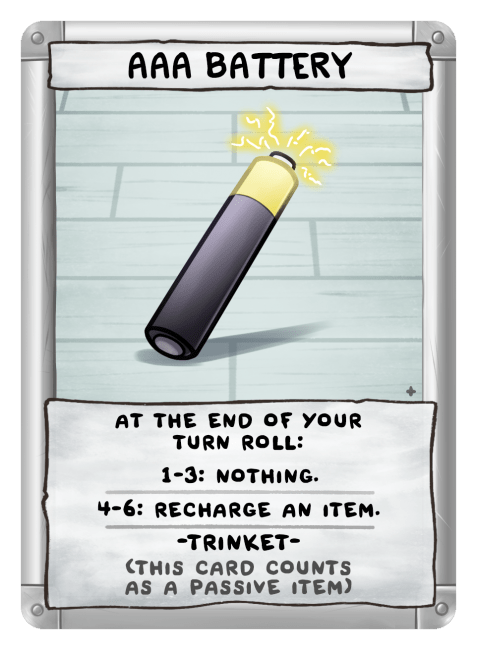 AAA BATTERY
AT THE END OF YOUR
TURN ROLL:
1-3: NOTHING.
4-6: RECHARGE AN ITEM.
-TRINKET-
(THIS CARD COUNTS
AS A PASSIVE ITEM)